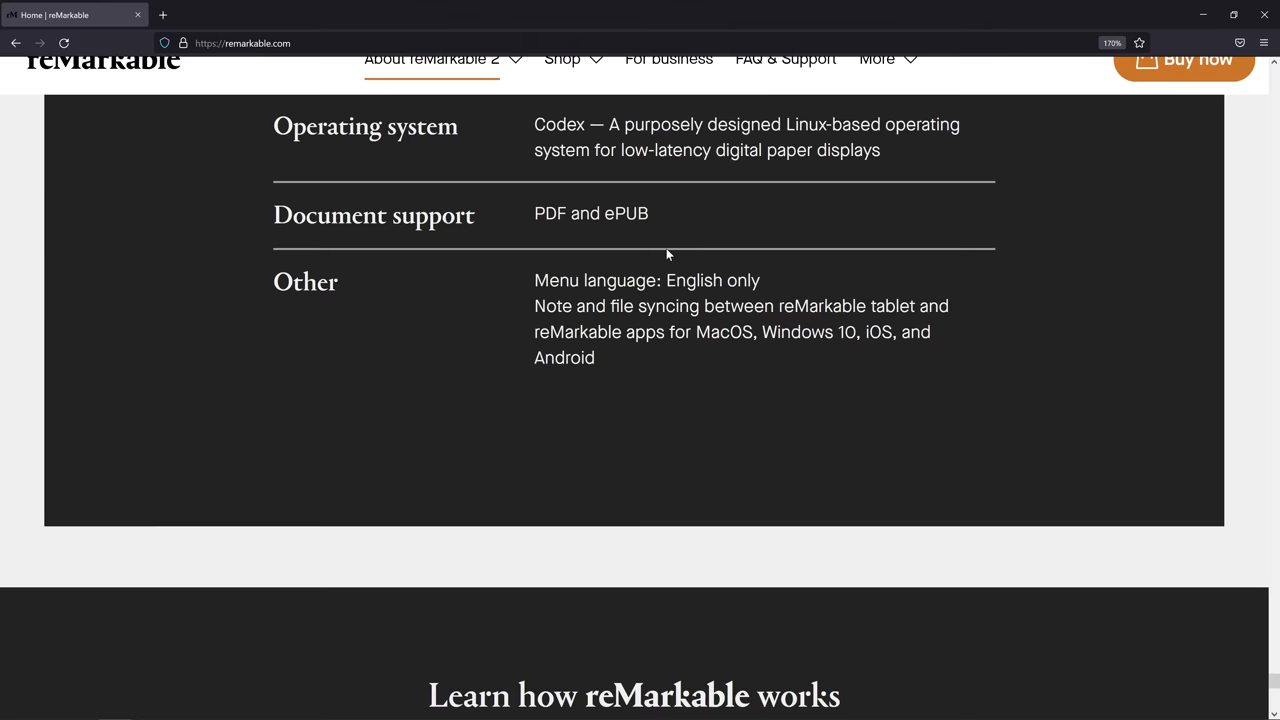 Home | reMarkable
https://remarkable.com
170%
reMarkable
About reMarkable 2
Shop
For business
FAQ & Support
More
Buy now
Operating system
Codex — A purposely designed Linux-based operating
system for low-latency digital paper displays
Document support
PDF and ePUB
Other
Menu language: English only
Note and file syncing between reMarkable tablet and
reMarkable apps for MacOS, Windows 10, iOS, and
Android
Learn how reMarkable works